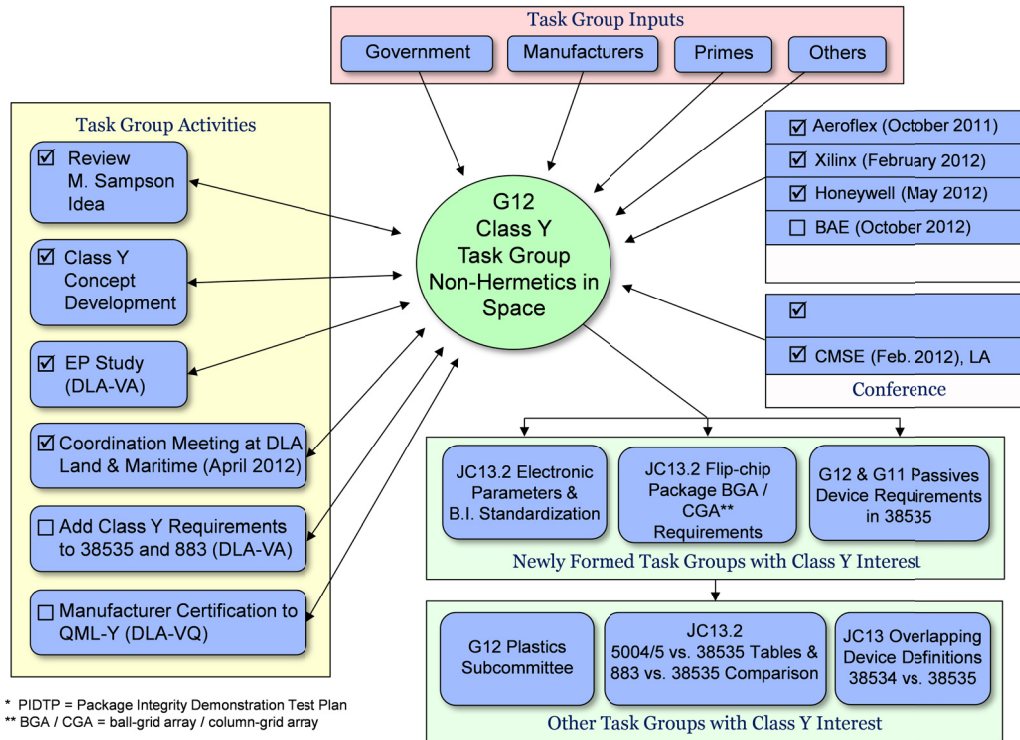 Task Group Inputs
Government
Manufacturers
Primes
Others
Task Group Activities
Review
M. Sampson
Idea
Class Y
Concept
Development
EP Study
(DLA-VA)
Coordination Meeting at DLA
Land & Maritime (April 2012)
Add Class Y Requirements
to 38535 and 883 (DLA-VA)
Manufacturer Certification to
QML-Y (DLA-VQ)
G12
Class Y
Task Group
Non-Hermetics in
Space
Aeroflex (October 2011)
Xilinx (February 2012)
Honeywell (May 2012)
BAE (October 2012)
CMSE (Feb. 2012), LA
Conference
JC13.2 Electronic
Parameters &
B.I. Standardization
JC13.2 Flip-chip
Package BGA /
CGA**
Requirements
G12 & G11 Passives
Device Requirements
in 38535
Newly Formed Task Groups with Class Y Interest
G12 Plastics
Subcommittee
JC13.2
5004/5 vs. 38535 Tables &
883 vs. 38535 Comparison
JC13 Overlapping
Device Definitions
38534 vs. 38535
Other Task Groups with Class Y Interest
* PIDTP = Package Integrity Demonstration Test Plan
** BGA / CGA = ball-grid array / column-grid array